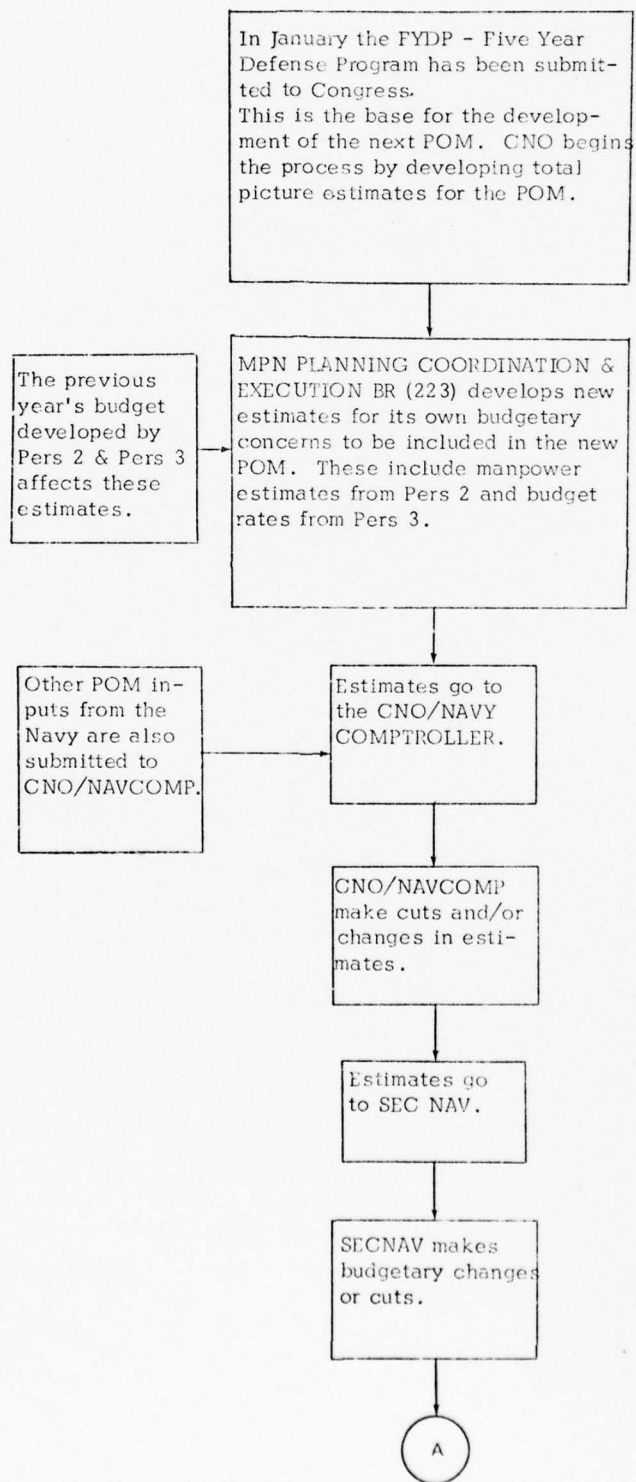 In January the FYDP - Five Year
Defense Program has been submit-
ted to Congress.
This is the base for the develop-
ment of the next POM. CNO begins
the process by developing total
picture estimates for the POM.
The previous
year's budget
developed by
Pers 2 & Pers 3
affects these
estimates.
MPN PLANNING COORDINATION &
EXECUTION BR (223) develops new
estimates for its own budgetary
concerns to be included in the new
POM. These include manpower
estimates from Pers 2 and budget
rates from Pers 3.
Other POM in-
puts from the
Navy are also
submitted to
CNO/NAVCOMP.
Estimates go to
the CNO/NAVY
COMPTROLLER.
CNO/NAVCOMP
make cuts and/or
changes in esti-
mates.
Estimates go
to SEC NAV.
SECNAV makes
budgetary changes
or cuts.
A